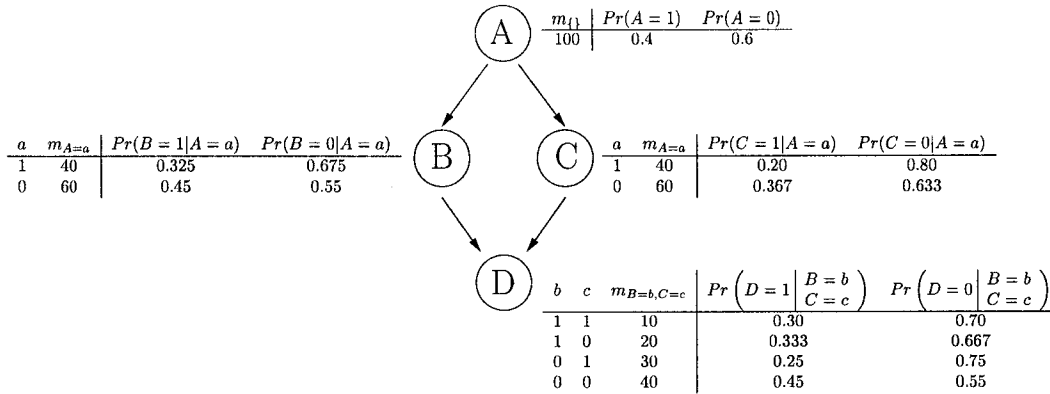 A
m_{} Pr(A = 1) Pr(A = 0)
100 0.4 0.6
a m_{A=a} Pr(B = 1|A = a) Pr(B = 0|A = a)
1 40 0.325 0.675
0 60 0.45 0.55
B
C
a m_{A=a} Pr(C = 1|A = a) Pr(C = 0|A = a)
1 40 0.20 0.80
0 60 0.367 0.633
D
b c m_{B=b,C=c} Pr(D = 1 | B = b C = c) Pr(D = 0 | B = b C = c)
1 1 10 0.30 0.70
1 0 20 0.333 0.667
0 1 30 0.25 0.75
0 0 40 0.45 0.55